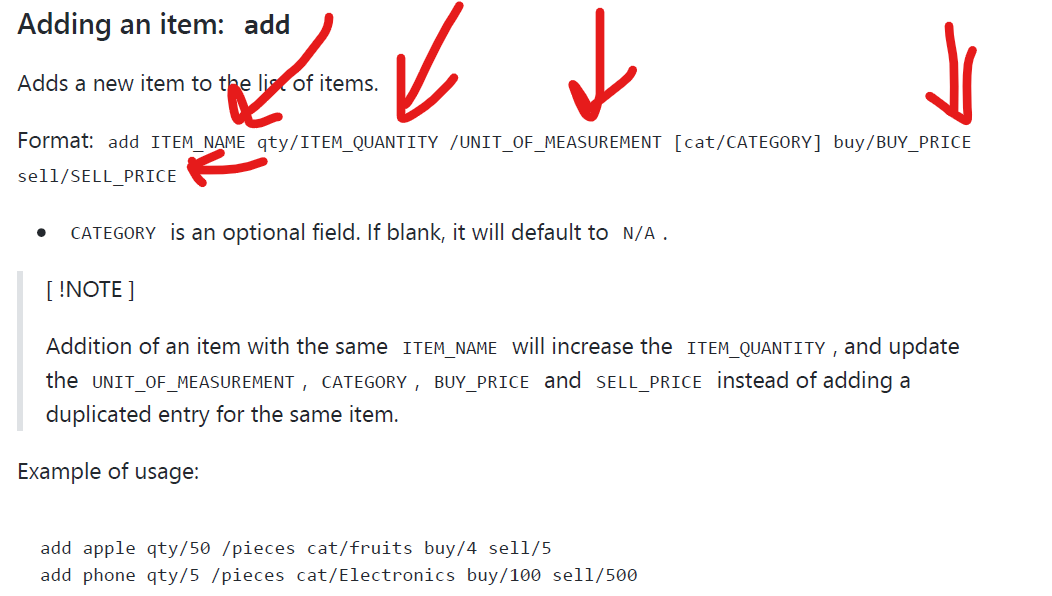 Adding an item: add
Adds a new item to the list of items.
Format: add ITEM_NAME qty/ITEM_QUANTITY /UNIT_OF_MEASUREMENT [cat/CATEGORY] buy/BUY_PRICE
sell/SELL_PRICE
• CATEGORY is an optional field. If blank, it will default to N/A .
[ !NOTE ]
Addition of an item with the same ITEM_NAME will increase the ITEM_QUANTITY , and update
the UNIT_OF_MEASUREMENT , CATEGORY , BUY_PRICE and SELL_PRICE instead of adding a
duplicated entry for the same item.
Example of usage:
add apple qty/50 /pieces cat/fruits buy/4 sell/5
add phone qty/5 /pieces cat/Electronics buy/100 sell/500